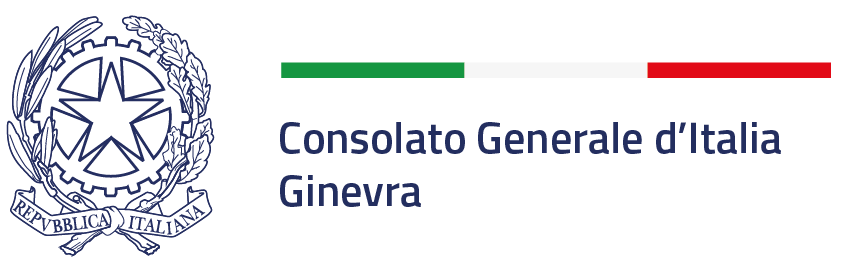 REPVBBLICA ITALIANA
Consolato Generale d’Italia
Ginevra